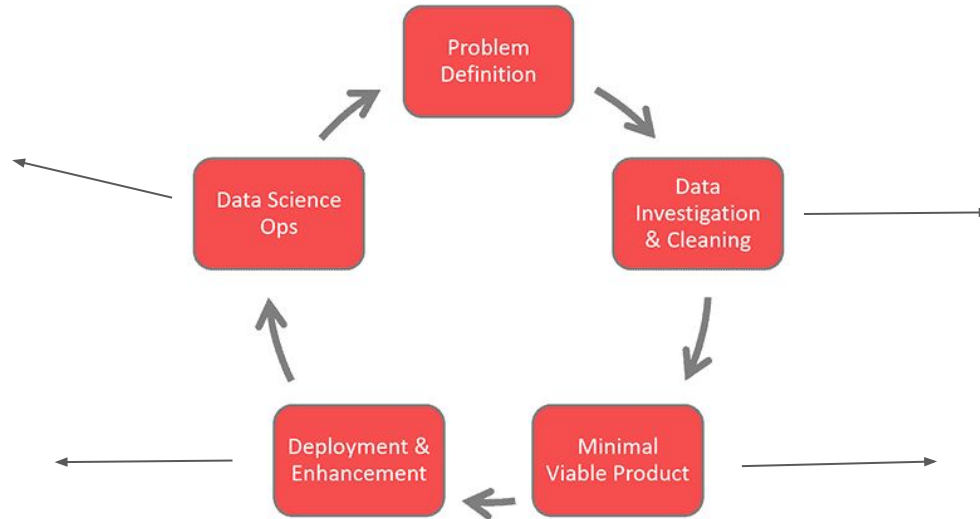 Problem
Definition
Data
Investigation
& Cleaning
Minimal
Viable Product
Deployment &
Enhancement
Data Science
Ops